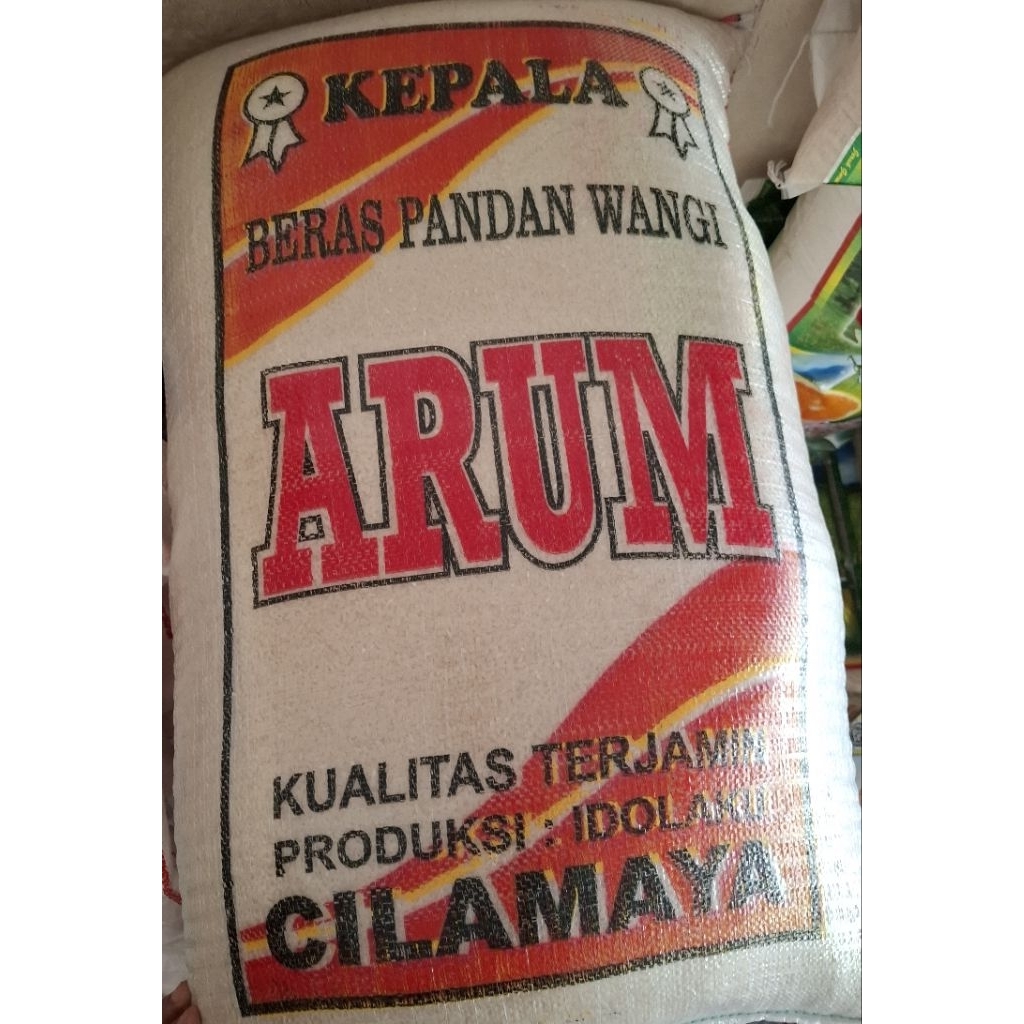 KEPALA
BERAS PANDAN WANGI
ARUM
KUALITAS TERJAMIN
PRODUKSI : IDOLAKU
CILAMAYA